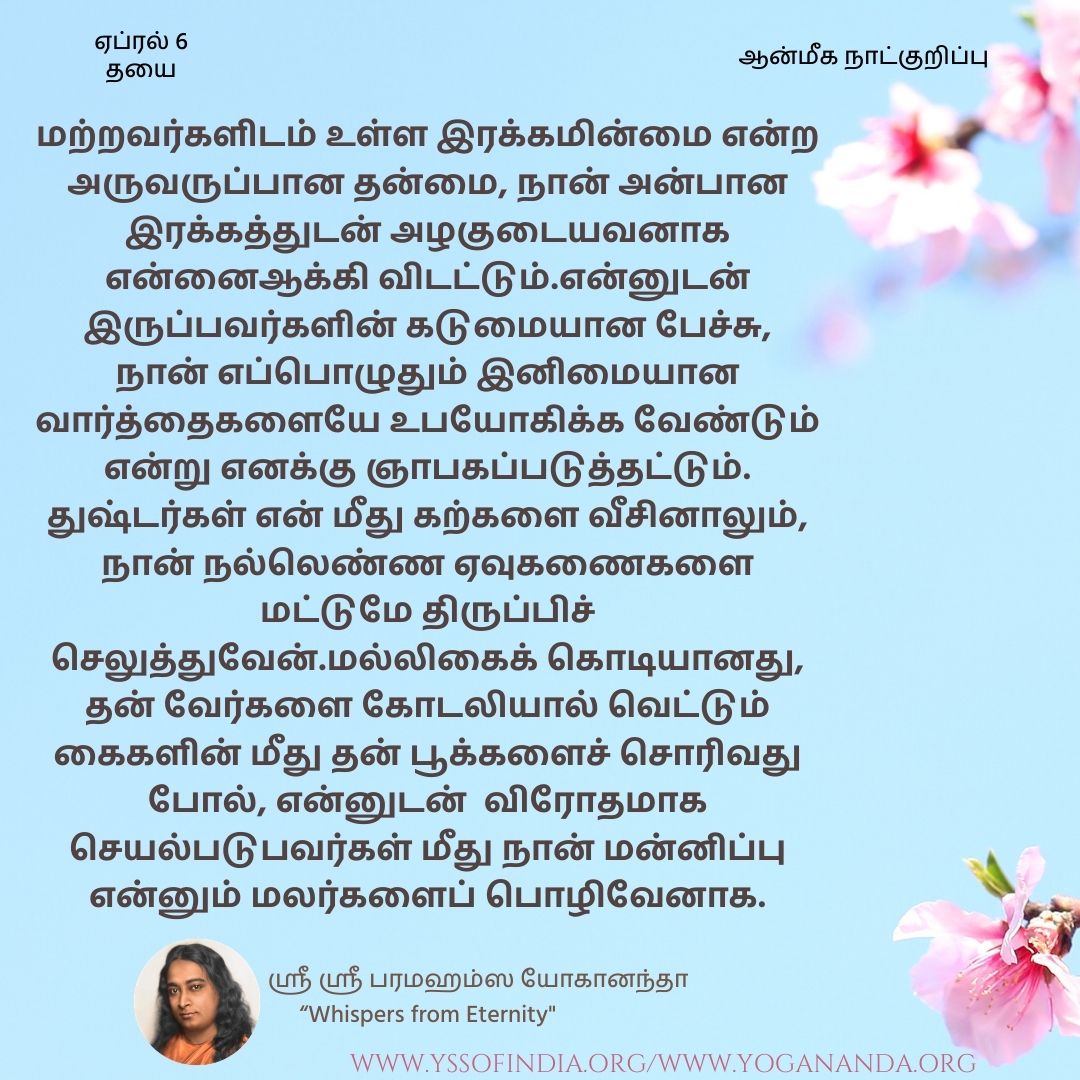 ஏப்ரல் 6
தயை
ஆன்மீக நாட்குறிப்பு
மற்றவர்களிடம் உள்ள இரக்கமின்மை என்ற
அருவருப்பான தன்மை, நான் அன்பான
இரக்கத்துடன் அழகுடையவனாக
என்னைஆக்கி விடட்டும்.என்னுடன்
இருப்பவர்களின் கடுமையான பேச்சு,
நான் எப்பொழுதும் இனிமையான
வார்த்தைகளையே உபயோகிக்க வேண்டும்
என்று எனக்கு ஞாபகப்படுத்தட்டும்.
துஷ்டர்கள் என் மீது கற்களை வீசினாலும்,
நான் நல்லெண்ண ஏவுகணைகளை
மட்டுமே திருப்பிச்
செலுத்துவேன்.மல்லிகைக் கொடியானது,
தன் வேர்களை கோடலியால் வெட்டும்
கைகளின் மீது தன் பூக்களைச் சொரிவது
போல், என்னுடன் விரோதமாக
செயல்படுபவர்கள் மீது நான் மன்னிப்பு
என்னும் மலர்களைப் பொழிவேனாக.
ஸ்ரீ ஸ்ரீ பரமஹம்ஸ யோகானந்தா
“Whispers from Eternity"
WWW.YSSOFINDIA.ORG/WWW.YOGANANDA.ORG